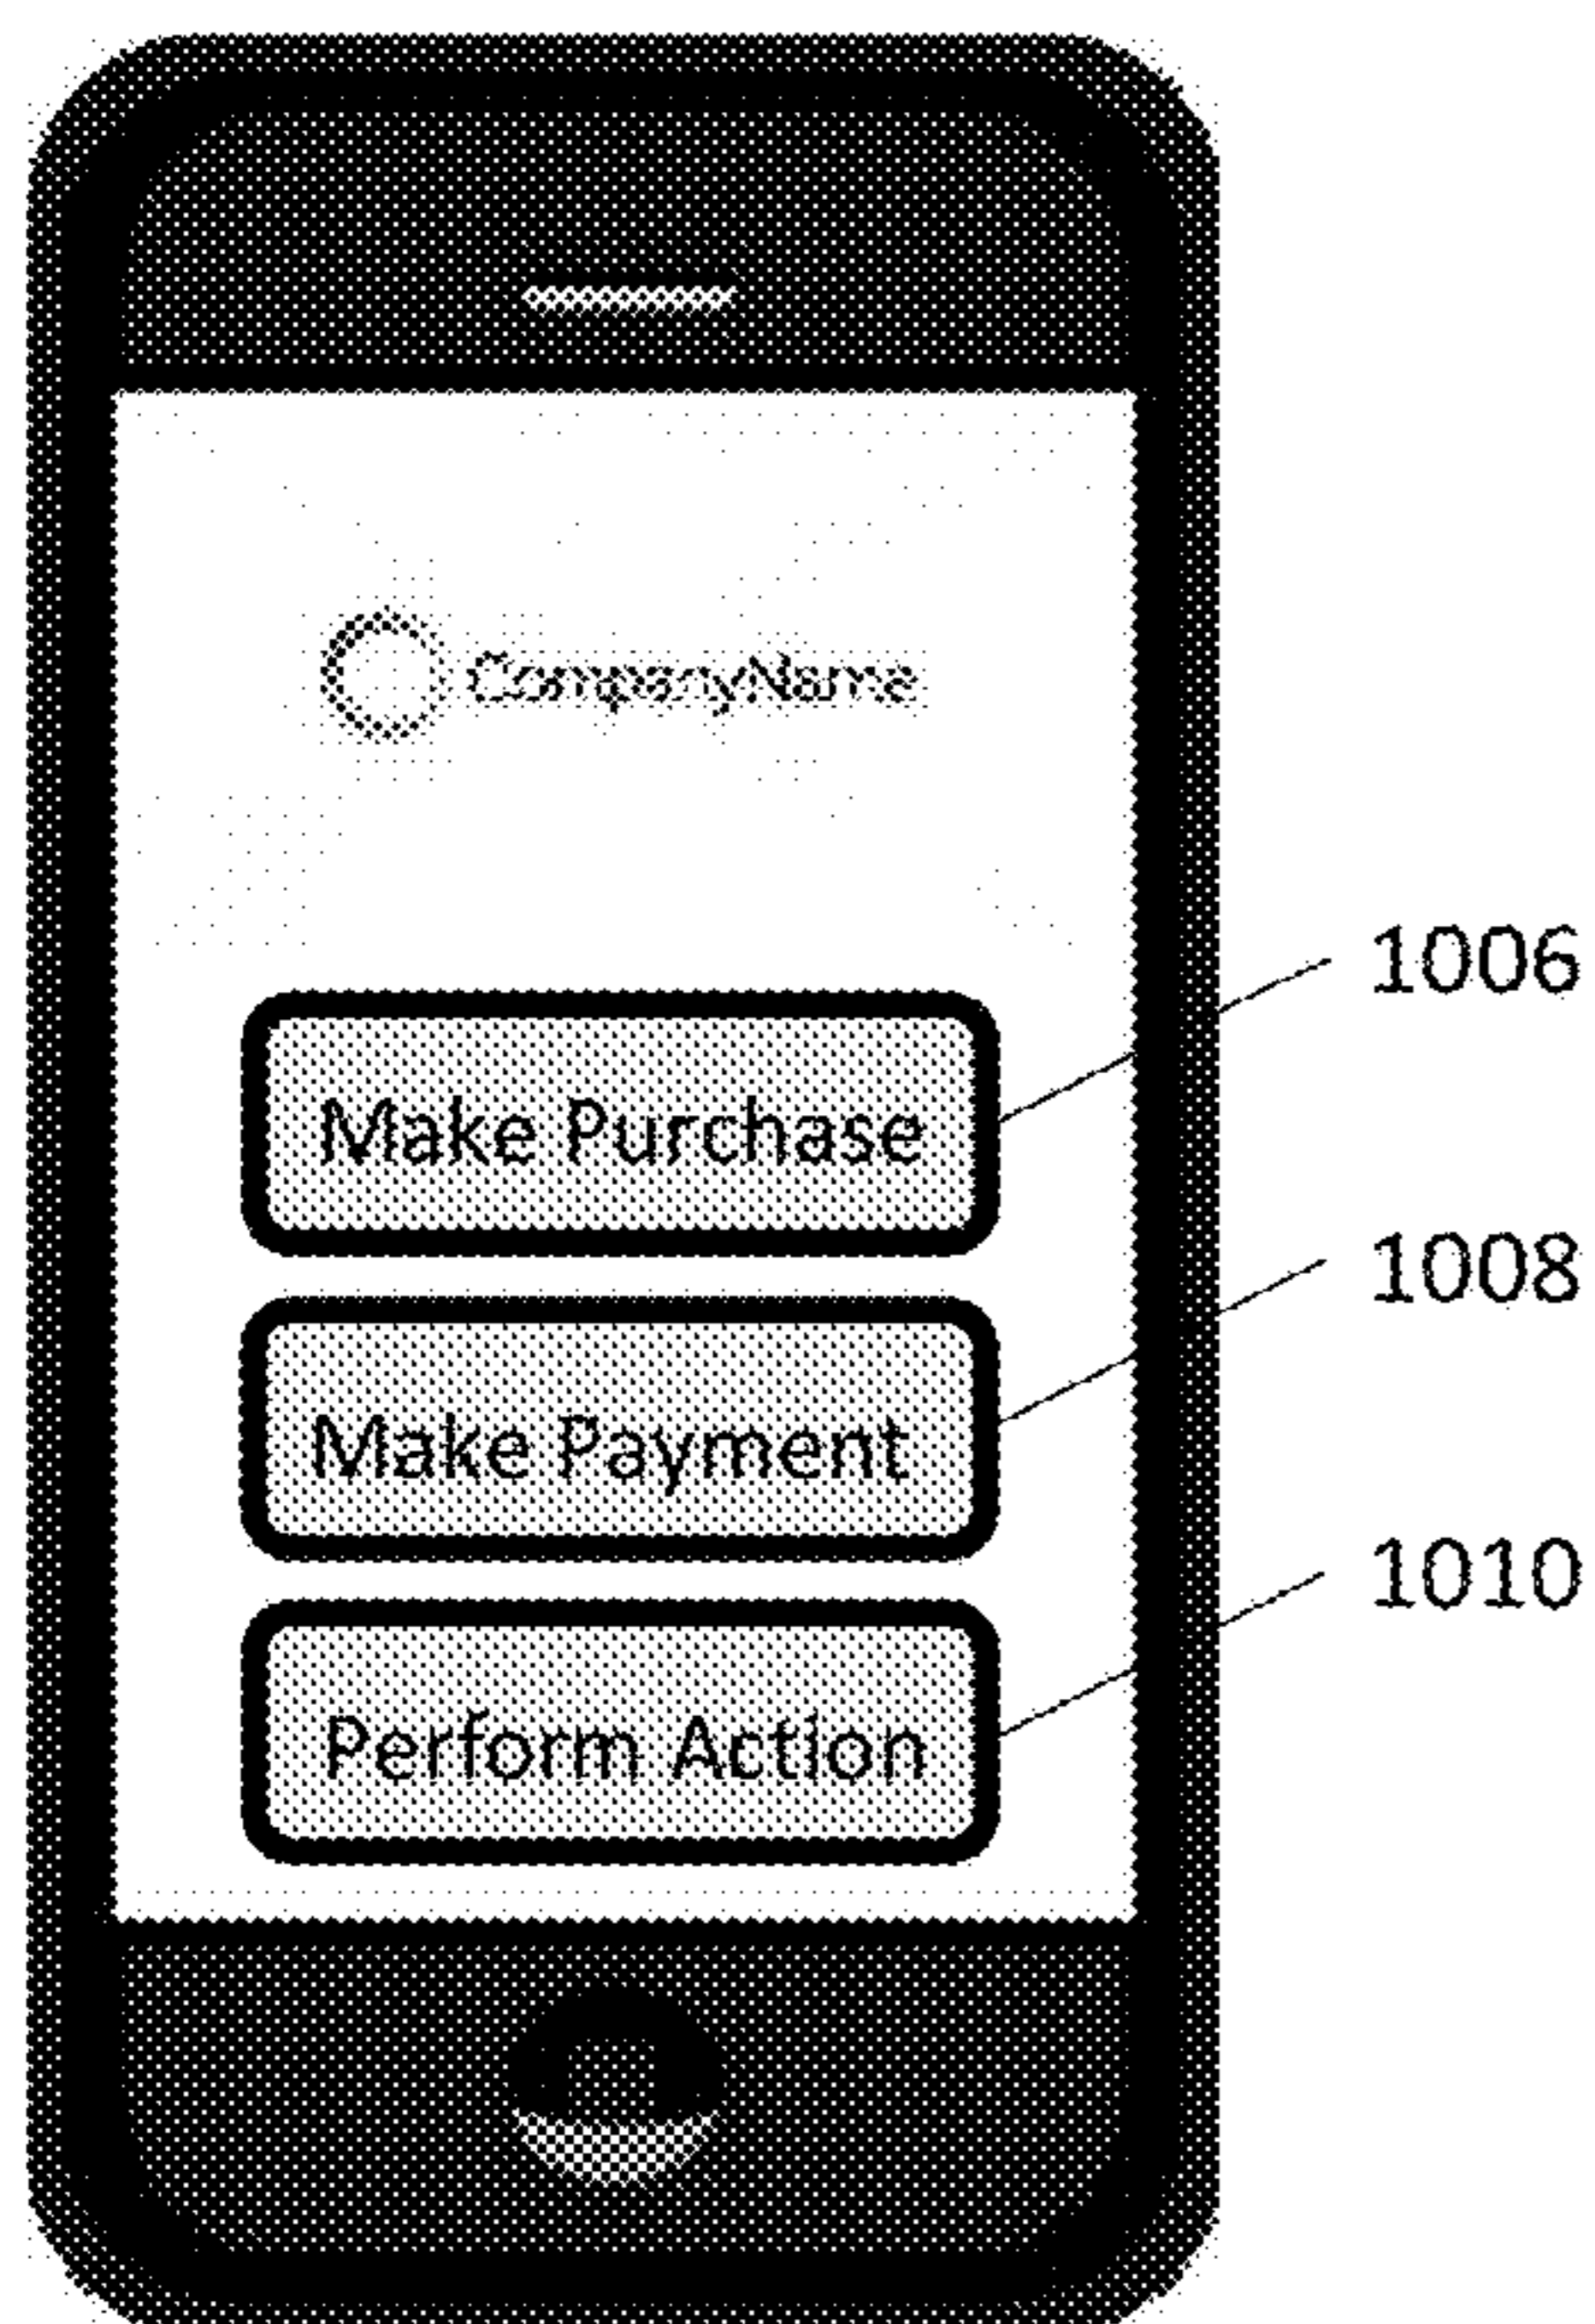 CompanyName
1006
Make Purchase
1008
Make Payment
1010
Perform Action